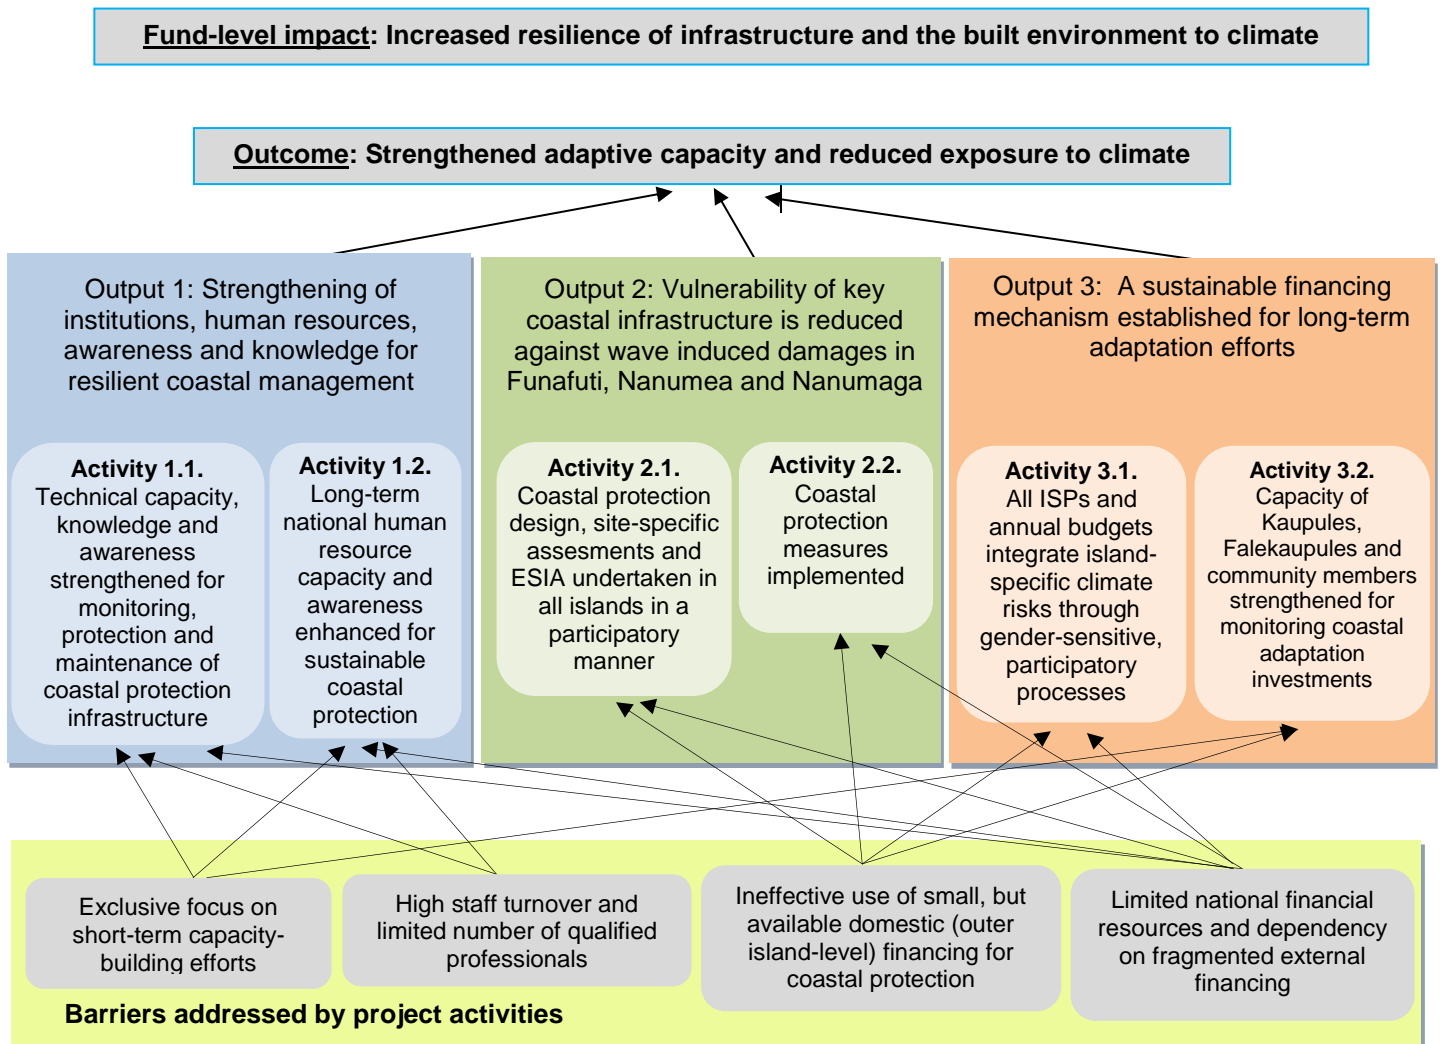 Fund-level impact: Increased resilience of infrastructure and the built environment to climate
Outcome: Strengthened adaptive capacity and reduced exposure to climate
Output 1: Strengthening of
institutions, human resources,
awareness and knowledge for
resilient coastal management
Activity 1.1.
Technical capacity,
knowledge and
awareness
strengthened for
monitoring,
protection and
maintenance of
coastal protection
infrastructure
Activity 1.2.
Long-term
national human
resource
capacity and
awareness
enhanced for
sustainable
coastal
protection
Output 2: Vulnerability of key
coastal infrastructure is reduced
against wave induced damages in
Funafuti, Nanumea and Nanumaga
Activity 2.1.
Coastal protection
design, site-specific
assesments and
ESIA undertaken in
all islands in a
participatory
manner
Activity 2.2.
Coastal
protection
measures
implemented
Output 3:  A sustainable financing
mechanism established for long-term
adaptation efforts
Activity 3.1.
All ISPs and
annual budgets
integrate island-
specific climate
risks through
gender-sensitive,
participatory
processes
Activity 3.2.
Capacity of
Kaupules,
Falekaupules and
community members
strengthened for
monitoring coastal
adaptation
investments
Exclusive focus on
short-term capacity-
building efforts
High staff turnover and
limited number of qualified
professionals
Ineffective use of small, but
available domestic (outer
island-level) financing for
coastal protection
Limited national financial
resources and dependency
on fragmented external
financing
Barriers addressed by project activities